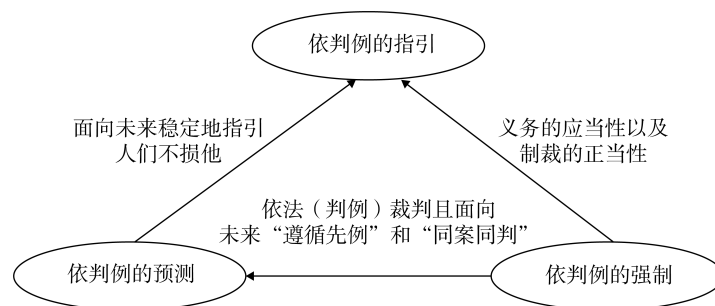 依判例的指引
面向未来稳定地指引
人们不损他
义务的应当性以及
制裁的正当性
依法（判例）裁判且面向
未来“遵循先例”和“同案同判”
依判例的预测
依判例的强制